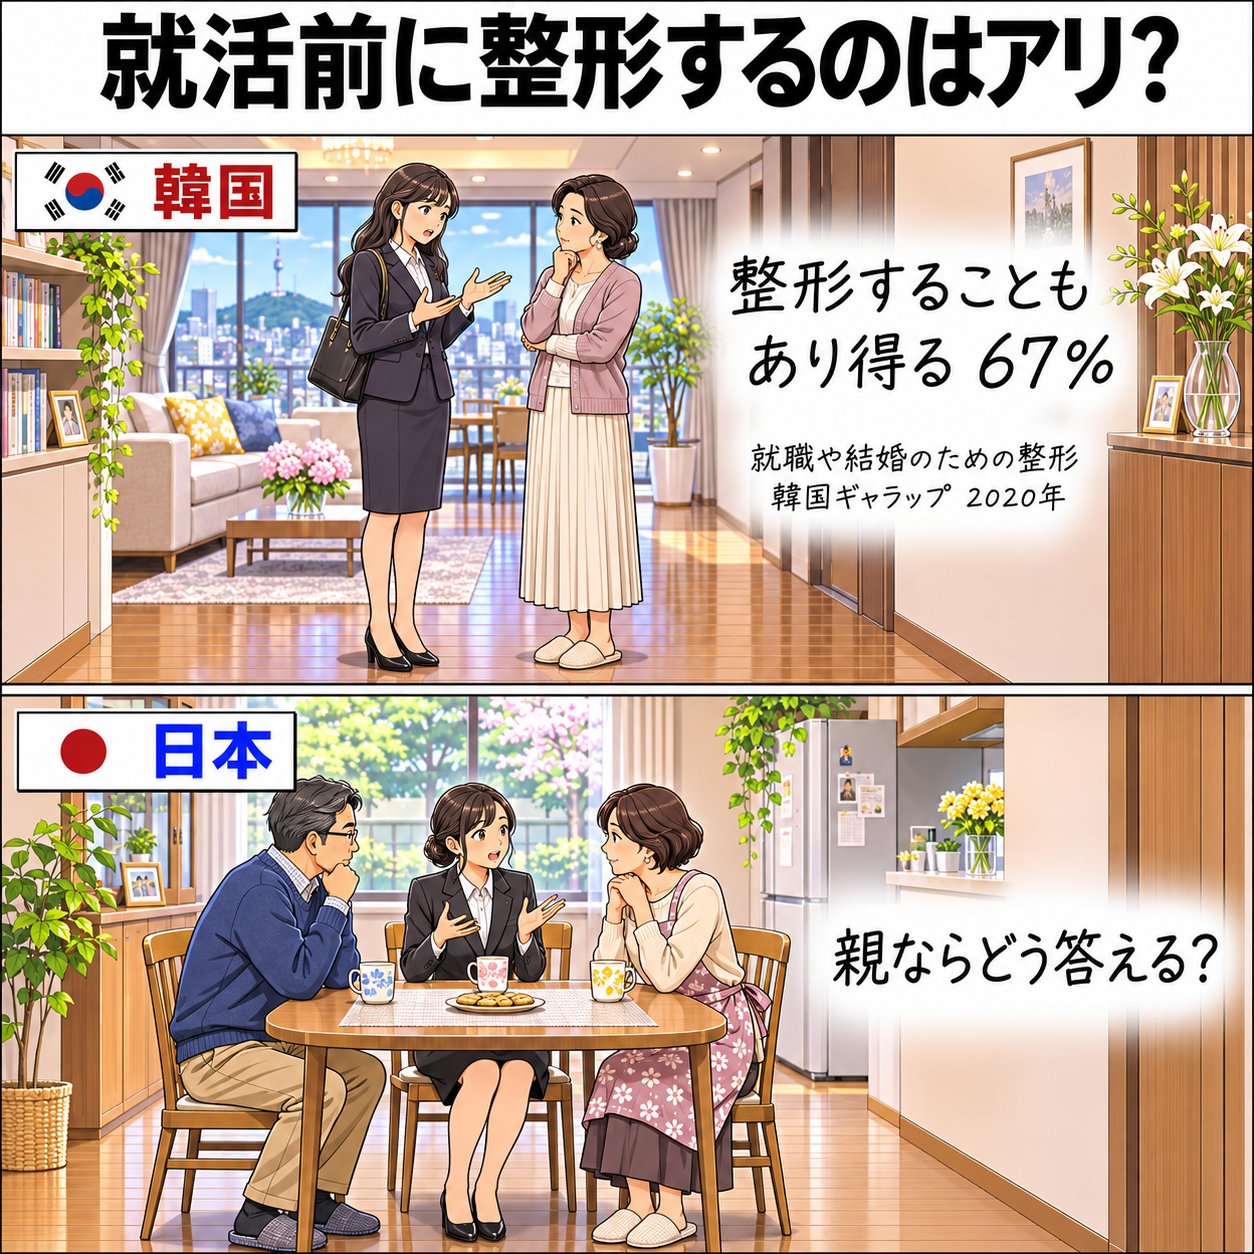 就活前に整形するのはアリ?
韓国
整形することも
あり得る 67%
就職や結婚のための整形
韓国ギャラップ 2020年
日本
親ならどう答える?